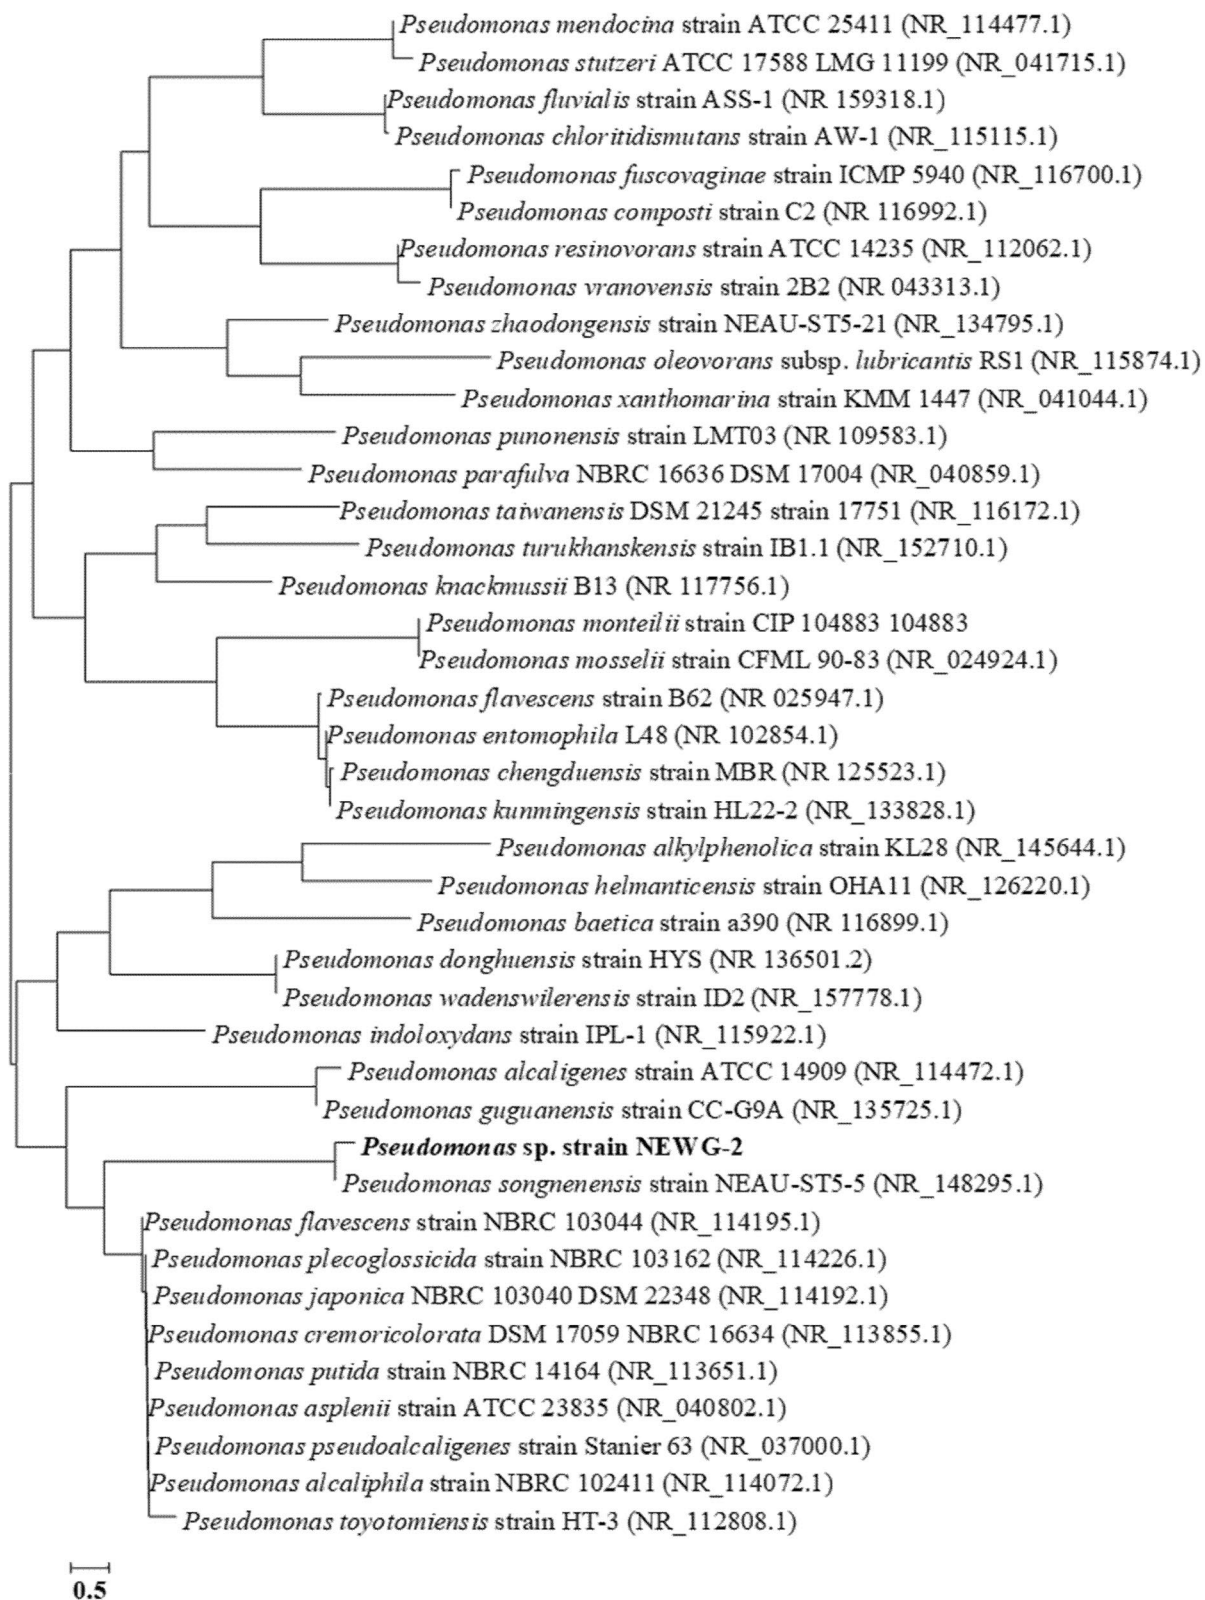 Pseudomonas mendocina strain ATCC 25411 (NR_114477.1)
Pseudomonas stutzeri ATCC 17588 LMG 11199 (NR_041715.1)
Pseudomonas fluvialis strain ASS-1 (NR 159318.1)
Pseudomonas chloritidismutans strain AW-1 (NR_115115.1)
Pseudomonas fuscovaginae strain ICMP 5940 (NR_116700.1)
Pseudomonas composti strain C2 (NR 116992.1)
Pseudomonas resinovorans strain ATCC 14235 (NR_112062.1)
Pseudomonas vranovensis strain 2B2 (NR 043313.1)
Pseudomonas zhaodongensis strain NEAU-ST5-21 (NR_134795.1)
Pseudomonas oleovorans subsp. lubricantis RS1 (NR_115874.1)
Pseudomonas xanthomarina strain KMM 1447 (NR_041044.1)
Pseudomonas punonensis strain LMT03 (NR 109583.1)
Pseudomonas parafulva NBRC 16636 DSM 17004 (NR_040859.1)
Pseudomonas taiwanensis DSM 21245 strain 17751 (NR_116172.1)
Pseudomonas turukhanskensis strain IB1.1 (NR_152710.1)
Pseudomonas knackmussii B13 (NR 117756.1)
Pseudomonas monteilii strain CIP 104883 104883
Pseudomonas mosselii strain CFML 90-83 (NR_024924.1)
Pseudomonas flavescens strain B62 (NR 025947.1)
Pseudomonas entomophila L48 (NR 102854.1)
Pseudomonas chengduensis strain MBR (NR 125523.1)
Pseudomonas kunmingensis strain HL22-2 (NR_133828.1)
Pseudomonas alkylphenolica strain KL28 (NR_145644.1)
Pseudomonas helmanticensis strain OHA11 (NR_126220.1)
Pseudomonas baetica strain a390 (NR 116899.1)
Pseudomonas donghuensis strain HYS (NR 136501.2)
Pseudomonas wadenswilerensis strain ID2 (NR_157778.1)
Pseudomonas indoloxydans strain IPL-1 (NR_115922.1)
Pseudomonas alcaligenes strain ATCC 14909 (NR_114472.1)
Pseudomonas guguanensis strain CC-G9A (NR_135725.1)
Pseudomonas sp. strain NEWG-2
Pseudomonas songnenensis strain NEAU-ST5-5 (NR_148295.1)
Pseudomonas flavescens strain NBRC 103044 (NR_114195.1)
Pseudomonas plecoglossicida strain NBRC 103162 (NR_114226.1)
Pseudomonas japonica NBRC 103040 DSM 22348 (NR_114192.1)
Pseudomonas cremoricolorata DSM 17059 NBRC 16634 (NR_113855.1)
Pseudomonas putida strain NBRC 14164 (NR_113651.1)
Pseudomonas asplenii strain ATCC 23835 (NR_040802.1)
Pseudomonas pseudoalcaligenes strain Stanier 63 (NR_037000.1)
Pseudomonas alcaliphila strain NBRC 102411 (NR_114072.1)
Pseudomonas toyotomiensis strain HT-3 (NR_112808.1)
0.5